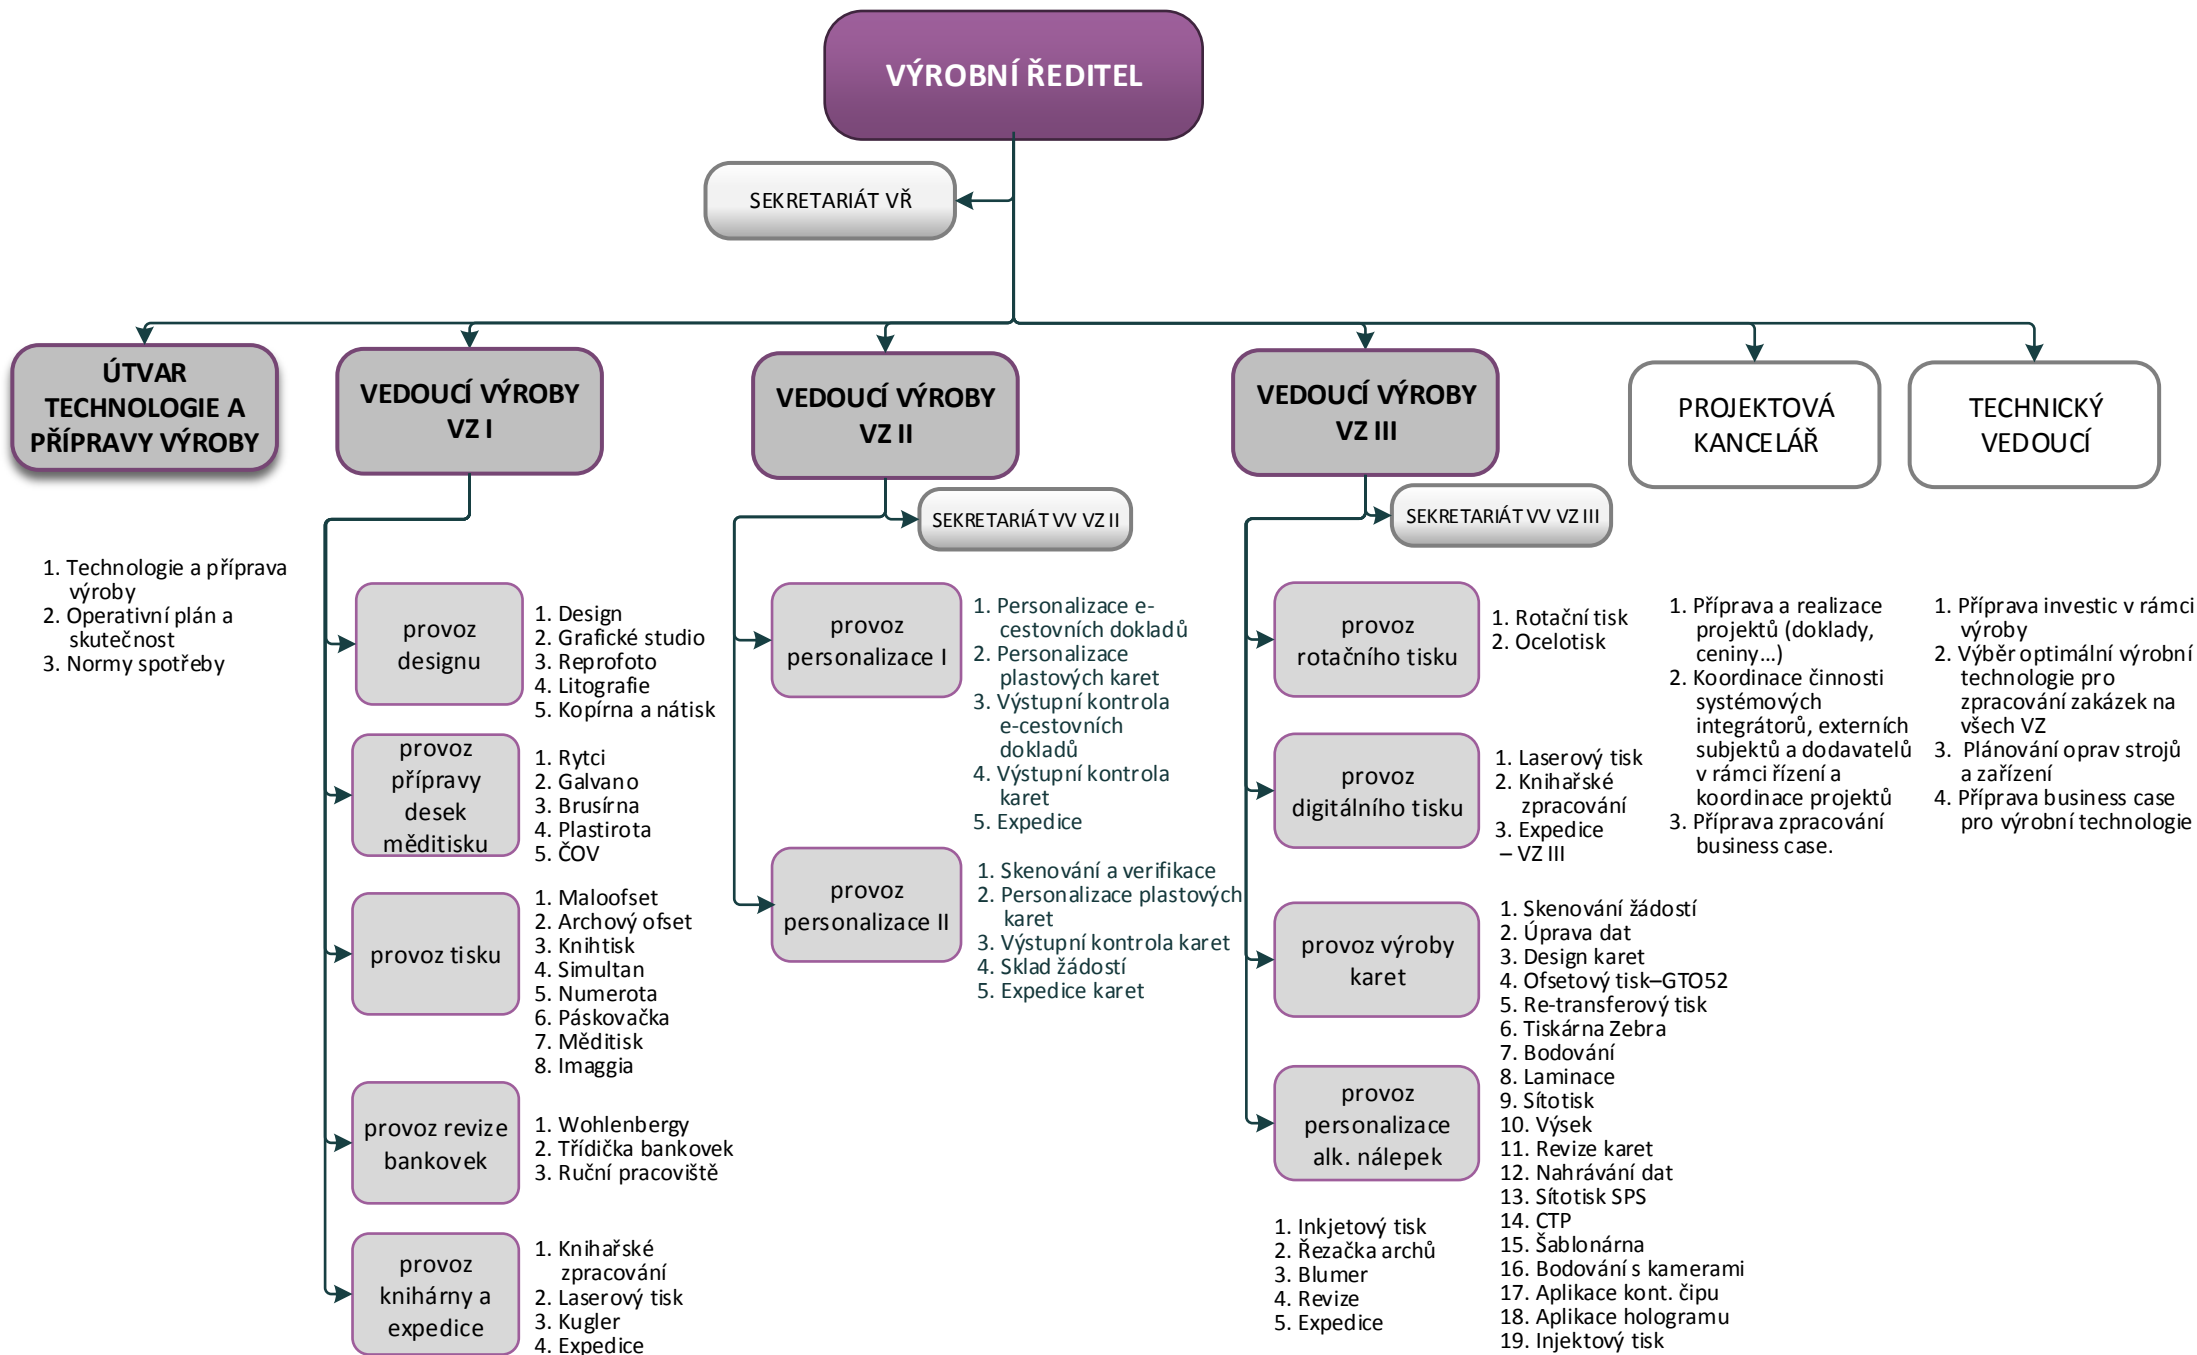 VÝROBNÍ ŘEDITEL
SEKRETARIÁT VŘ
ÚTVAR
TECHNOLOGIE A
PŘÍPRAVY VÝROBY
VEDOUCÍ VÝROBY
VZ I
VEDOUCÍ VÝROBY
VZ II
VEDOUCÍ VÝROBY
VZ III
PROJEKTOVÁ
KANCELÁŘ
TECHNICKÝ
VEDOUCÍ
SEKRETARIÁT VV VZ II
SEKRETARIÁT VV VZ III
1. Technologie a příprava
výroby
2. Operativní plán a
skutečnost
3. Normy spotřeby
provoz
designu
1. Design
2. Grafické studio
3. Reprofoto
4. Litografie
5. Kopírna a nátisk
provoz
přípravy
desek
měditisku
1. Rytci
2. Galvano
3. Brusírna
4. Plastirota
5. ČOV
provoz tisku
1. Maloofset
2. Archový ofset
3. Knihtisk
4. Simultan
5. Numerota
6. Páskovačka
7. Měditisk
8. Imaggia
provoz revize
bankovek
1. Wohlenbergy
2. Třídička bankovek
3. Ruční pracoviště
provoz
knihárny a
expedice
1. Knihařské
zpracování
2. Laserový tisk
3. Kugler
4. Expedice
provoz
personalizace I
1. Personalizace e-
cestovních dokladů
2. Personalizace
plastových karet
3. Výstupní kontrola
e-cestovních
dokladů
4. Výstupní kontrola
karet
5. Expedice
provoz
personalizace II
1. Skenování a verifikace
2. Personalizace plastových
karet
3. Výstupní kontrola karet
4. Sklad žádostí
5. Expedice karet
provoz
rotačního tisku
1. Rotační tisk
2. Ocelotisk
provoz
digitálního tisku
1. Laserový tisk
2. Knihařské
zpracování
3. Expedice
– VZ III
provoz výroby
karet
1. Skenování žádostí
2. Úprava dat
3. Design karet
4. Ofsetový tisk–GTO52
5. Re-transferový tisk
6. Tiskárna Zebra
7. Bodování
8. Laminace
9. Sítotisk
10. Výsek
11. Revize karet
12. Nahrávání dat
13. Sítotisk SPS
14. CTP
15. Šablonárna
16. Bodování s kamerami
17. Aplikace kont. čipu
18. Aplikace hologramu
19. Injektový tisk
provoz
personalizace
alk. nálepek
1. Inkjetový tisk
2. Řezačka archů
3. Blumer
4. Revize
5. Expedice
1. Příprava a realizace
projektů (doklady,
ceniny…)
2. Koordinace činnosti
systémových
integrátorů, externích
subjektů a dodavatelů
v rámci řízení a
koordinace projektů
3. Příprava zpracování
business case.
1. Příprava investic v rámci
výroby
2. Výběr optimální výrobní
technologie pro
zpracování zakázek na
všech VZ
3. Plánování oprav strojů
a zařízení
4. Příprava business case
pro výrobní technologie